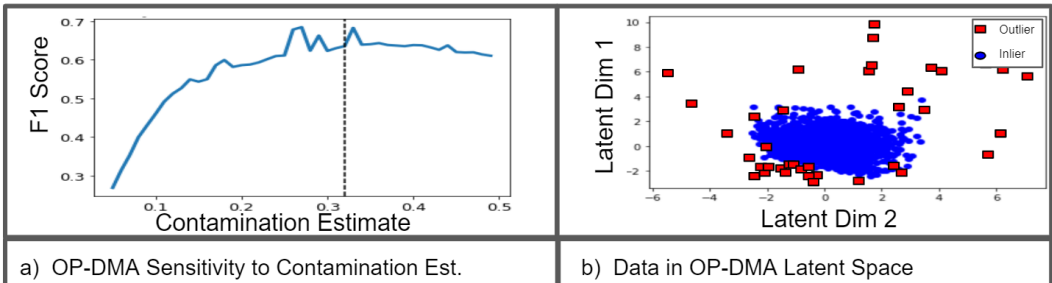 0.7
0.6
0.5
0.4
0.3
F1 Score
0.1 0.2 0.3 0.4 0.5
Contamination Estimate
10
8
6
4
2
0
−2
Latent Dim 1
Outlier
Inlier
−6 −4 −2 0 2 4 6
Latent Dim 2
a) OP-DMA Sensitivity to Contamination Est.
b) Data in OP-DMA Latent Space